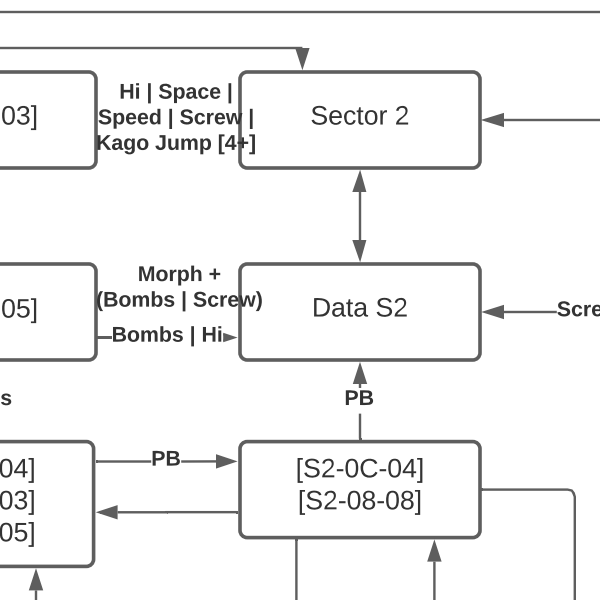 Hi | Space |
03]
Speed | Screw |
Sector 2
Kago Jump [4+]
Morph +
(Bombs | Screw)
05]
Data S2
Bombs | Hi
PB
04]
PB
[S2-0C-04]
03]
[S2-08-08]
05]